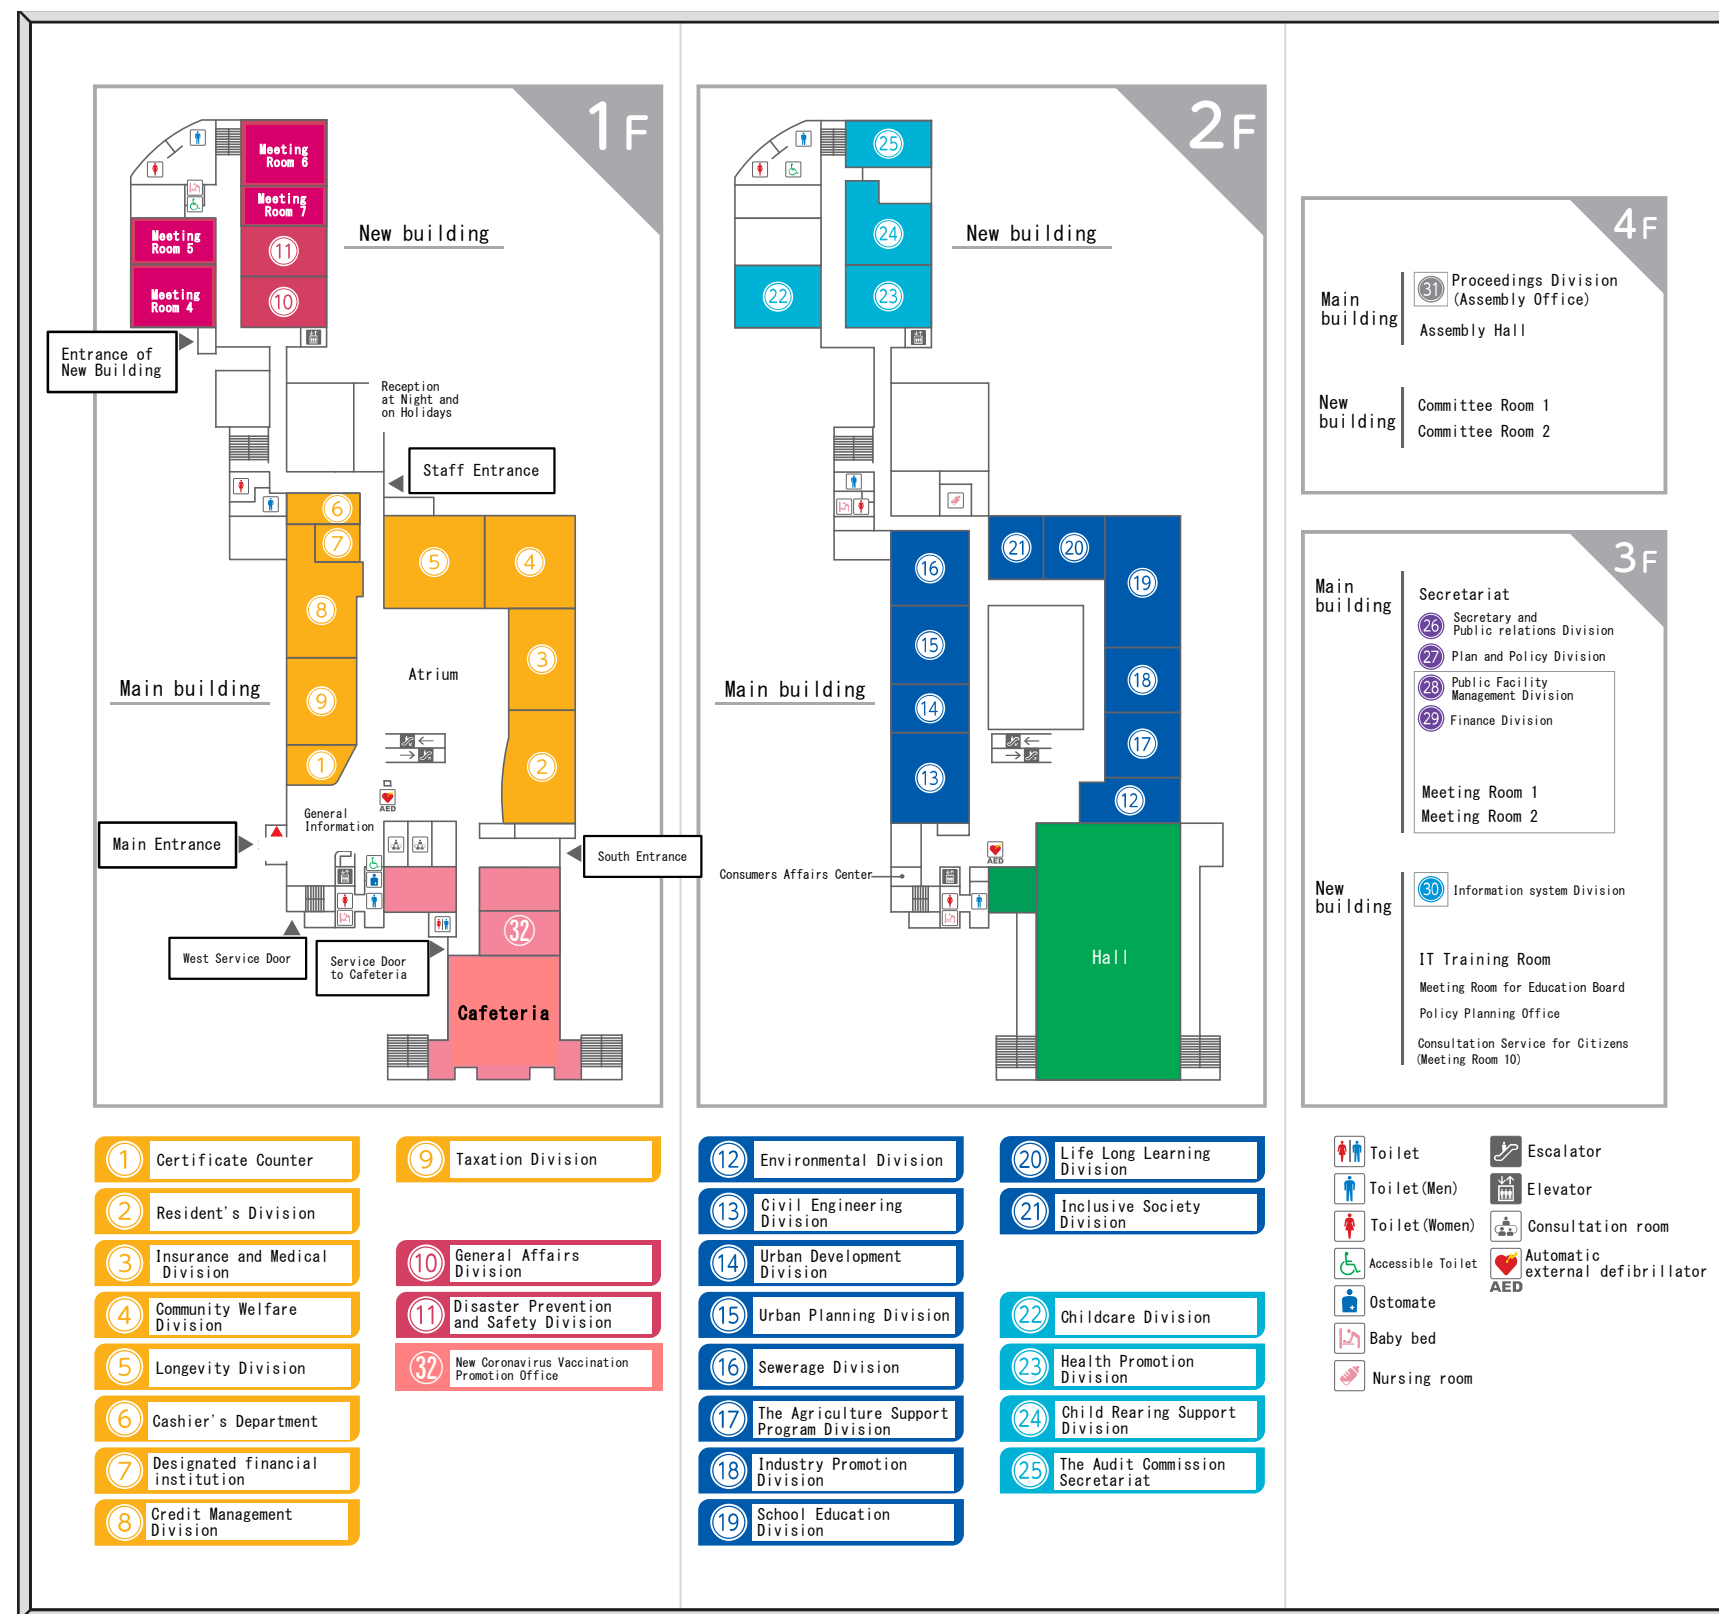 1F
Meeting
Room 6
Meeting
Room 7
Meeting
Room 5
11
Meeting
Room 4
10
New building
Entrance of
New Building
Reception
at Night and
on Holidays
Staff Entrance
6
7
5
4
8
3
Atrium
Main building
9
1
2
AED
General
Information
Main Entrance
South Entrance
32
West Service Door
Service Door
to Cafeteria
Cafeteria
2F
25
24
22
23
New building
16
21
20
19
15
18
Main building
14
17
13
12
AED
Consumers Affairs Center
Hall
4F
Main
building
31
Proceedings Division
(Assembly Office)
Assembly Hall
New
building
Committee Room 1
Committee Room 2
3F
Main
building
Secretariat
26
Secretary and
Public relations Division
27
Plan and Policy Division
28
Public Facility
Management Division
29
Finance Division
Meeting Room 1
Meeting Room 2
New
building
30
Information system Division
IT Training Room
Meeting Room for Education Board
Policy Planning Office
Consultation Service for Citizens
(Meeting Room 10)
1 Certificate Counter
2 Resident's Division
3 Insurance and Medical
Division
4 Community Welfare
Division
5 Longevity Division
6 Cashier's Department
7 Designated financial
institution
8 Credit Management
Division
9 Taxation Division
10 General Affairs
Division
11 Disaster Prevention
and Safety Division
32 New Coronavirus Vaccination
Promotion Office
12 Environmental Division
13 Civil Engineering
Division
14 Urban Development
Division
15 Urban Planning Division
16 Sewerage Division
17 The Agriculture Support
Program Division
18 Industry Promotion
Division
19 School Education
Division
20 Life Long Learning
Division
21 Inclusive Society
Division
22 Childcare Division
23 Health Promotion
Division
24 Child Rearing Support
Division
25 The Audit Commission
Secretariat
Toilet
Toilet(Men)
Toilet(Women)
Accessible Toilet
Ostomate
Baby bed
Nursing room
Escalator
Elevator
Consultation room
Automatic
external defibrillator
AED